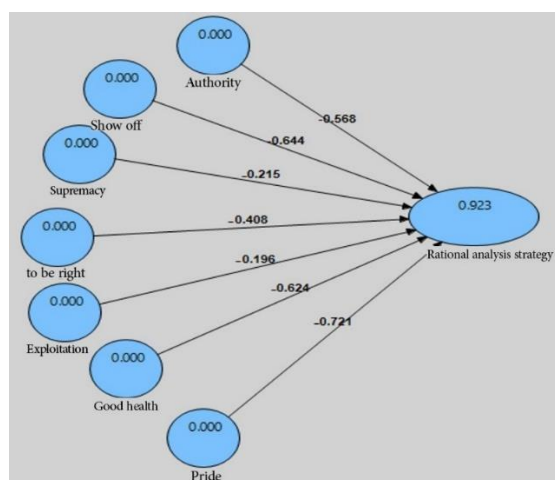 0.000
Authority
0.000
Show off
0.000
Supremacy
0.000
to be right
0.000
Exploitation
0.000
Good health
0.000
Pride
-0.568
-0.644
-0.215
-0.408
-0.196
-0.624
-0.721
0.923
Rational analysis strategy